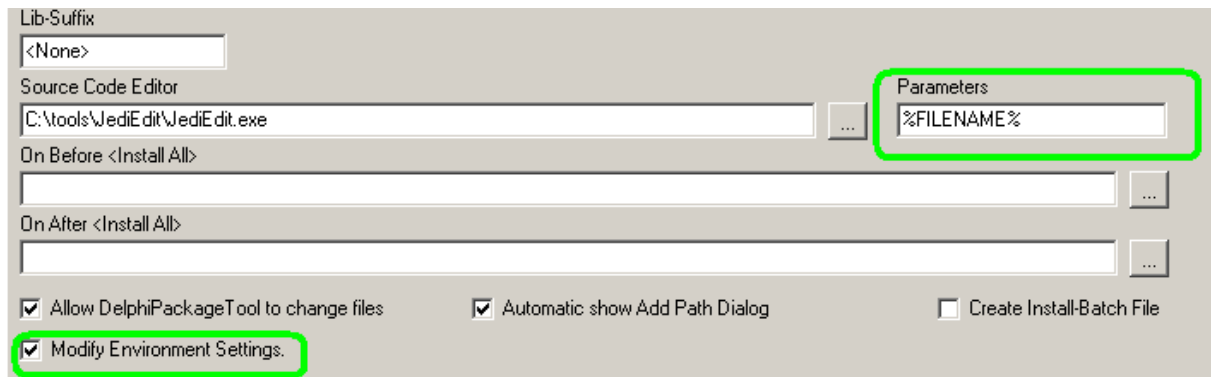 Lib-Suffix
<None>
Source Code Editor Parameters
C:\tools\JediEdit\JediEdit.exe ... %FILENAME%
On Before <Install All>
...
On After <Install All>
...
Allow DelphiPackageTool to change files Automatic show Add Path Dialog Create Install-Batch File
Modify Environment Settings.